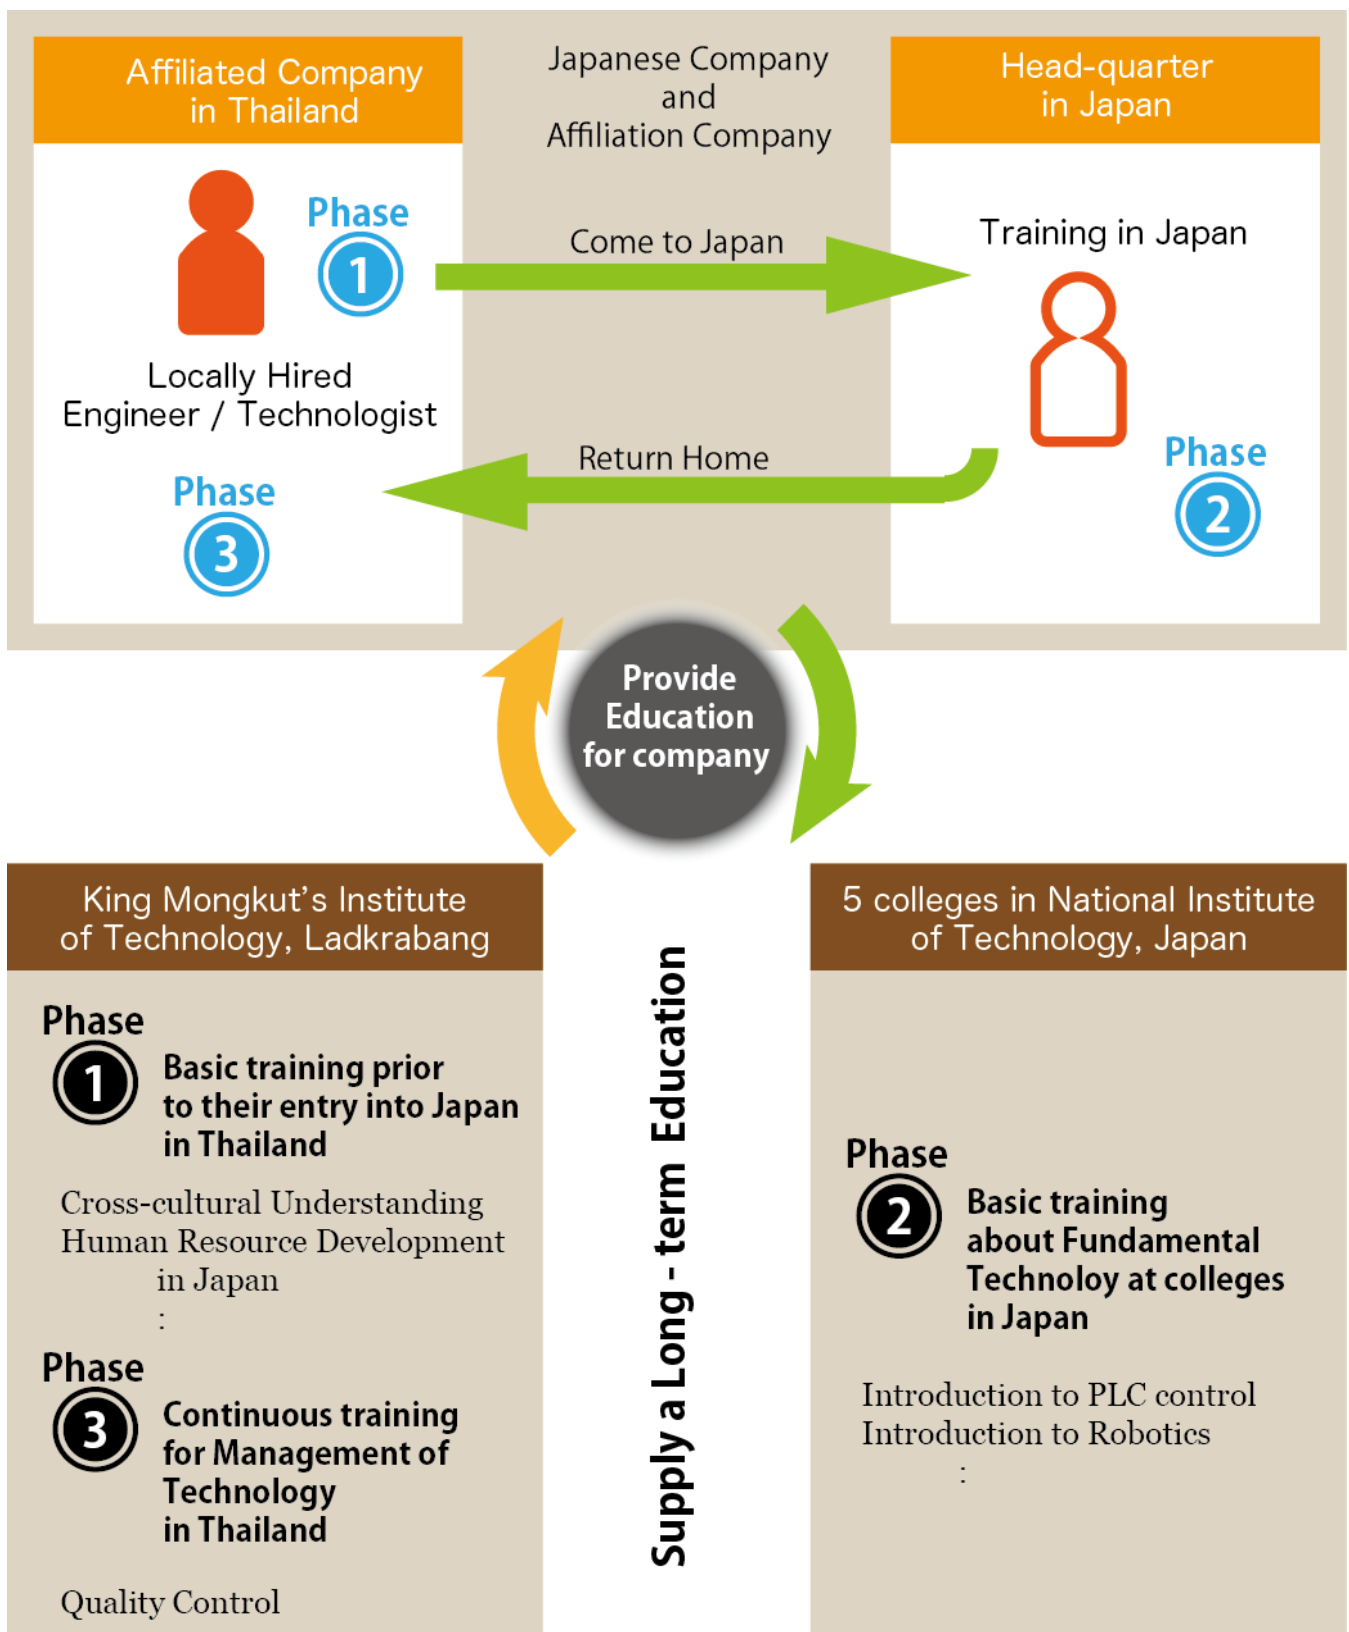 Affiliated Company
in Thailand
Japanese Company
and
Affiliation Company
Head-quarter
in Japan
Phase
1
Locally Hired
Engineer / Technologist
Phase
3
Come to Japan
Return Home
Training in Japan
Phase
2
Provide
Education
for company
King Mongkut's Institute
of Technology, Ladkrabang
Phase
1
Basic training prior
to their entry into Japan
in Thailand
Cross-cultural Understanding
Human Resource Development
in Japan
:
Phase
3
Continuous training
for Management of
Technology
in Thailand
Quality Control
Supply a Long - term Education
5 colleges in National Institute
of Technology, Japan
Phase
2
Basic training
about Fundamental
Technoloy at colleges
in Japan
Introduction to PLC control
Introduction to Robotics
: